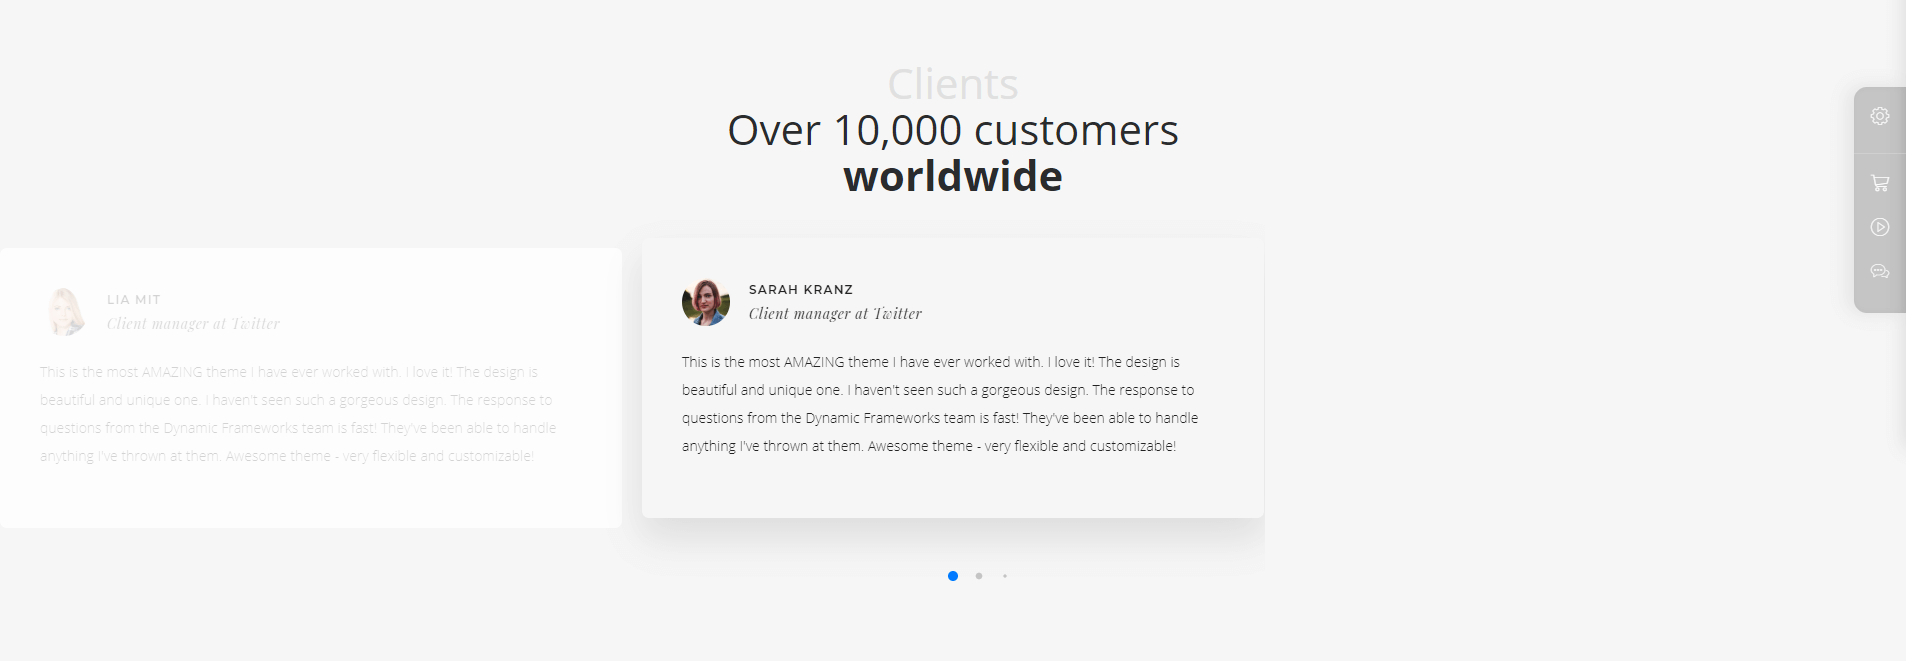 Clients
Over 10,000 customers
worldwide
LIA MIT
Client manager at Twitter
This is the most AMAZING theme I have ever worked with. I love it! The design is
beautiful and unique one. I haven't seen such a gorgeous design. The response to
questions from the Dynamic Frameworks team is fast! They've been able to handle
anything I've thrown at them. Awesome theme - very flexible and customizable!
SARAH KRANZ
Client manager at Twitter
This is the most AMAZING theme I have ever worked with. I love it! The design is
beautiful and unique one. I haven't seen such a gorgeous design. The response to
questions from the Dynamic Frameworks team is fast! They've been able to handle
anything I've thrown at them. Awesome theme - very flexible and customizable!